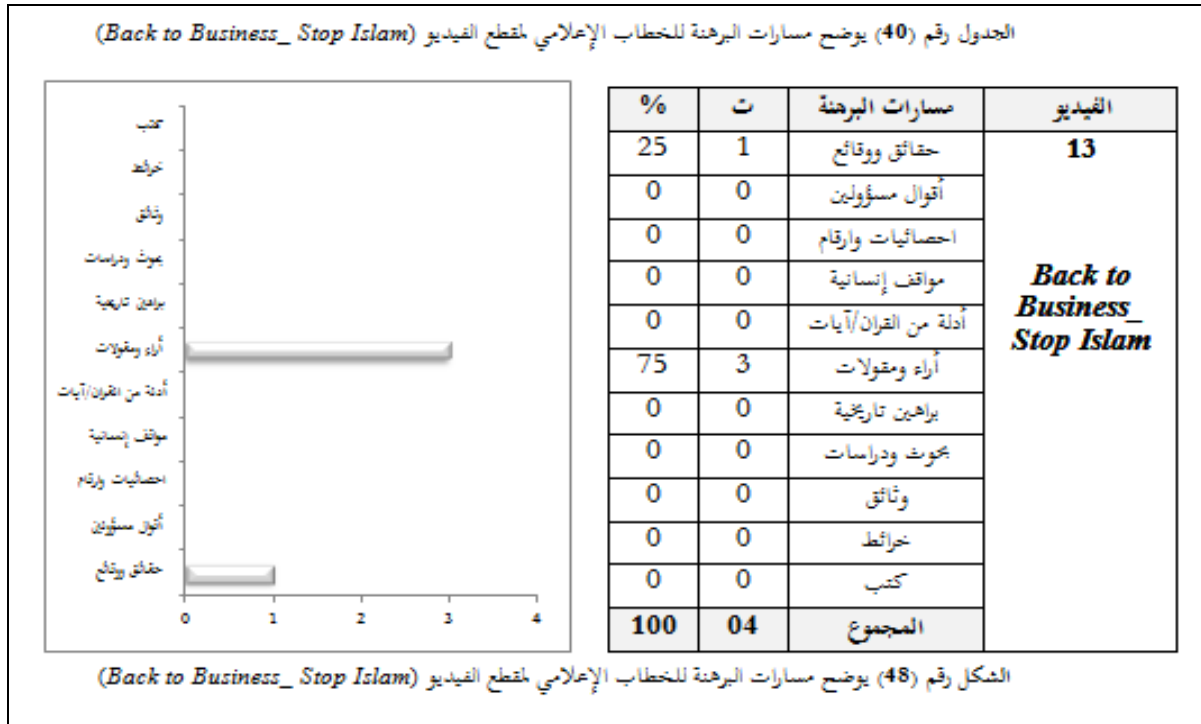 الجدول رقم (40) يوضح مسارات البرهنة للخطاب الإعلامي لمقطع الفيديو (Back to Business_ Stop Islam)
الفيديو مسارات البرهنة ت %
13 حقائق ووقائع 1 25
أقوال مسؤولين 0 0
احصائيات وارقام 0 0
مواقف إنسانية 0 0
Back to
Business_
Stop Islam
أدلة من القران/آيات 0 0
أراء ومقولات 3 75
براهين تاريخية 0 0
بحوث ودراسات 0 0
وثائق 0 0
خرائط 0 0
كتب 0 0
المجموع 04 100
كتب
خرائط
وثائق
بحوث ودراسات
براهين تاريخية
أراء ومقولات
أدلة من القران/آيات
مواقف إنسانية
احصائيات وارقام
أقوال مسؤولين
حقائق ووقائع
0 1 2 3 4
الشكل رقم (48) يوضح مسارات البرهنة للخطاب الإعلامي لمقطع الفيديو (Back to Business_ Stop Islam)